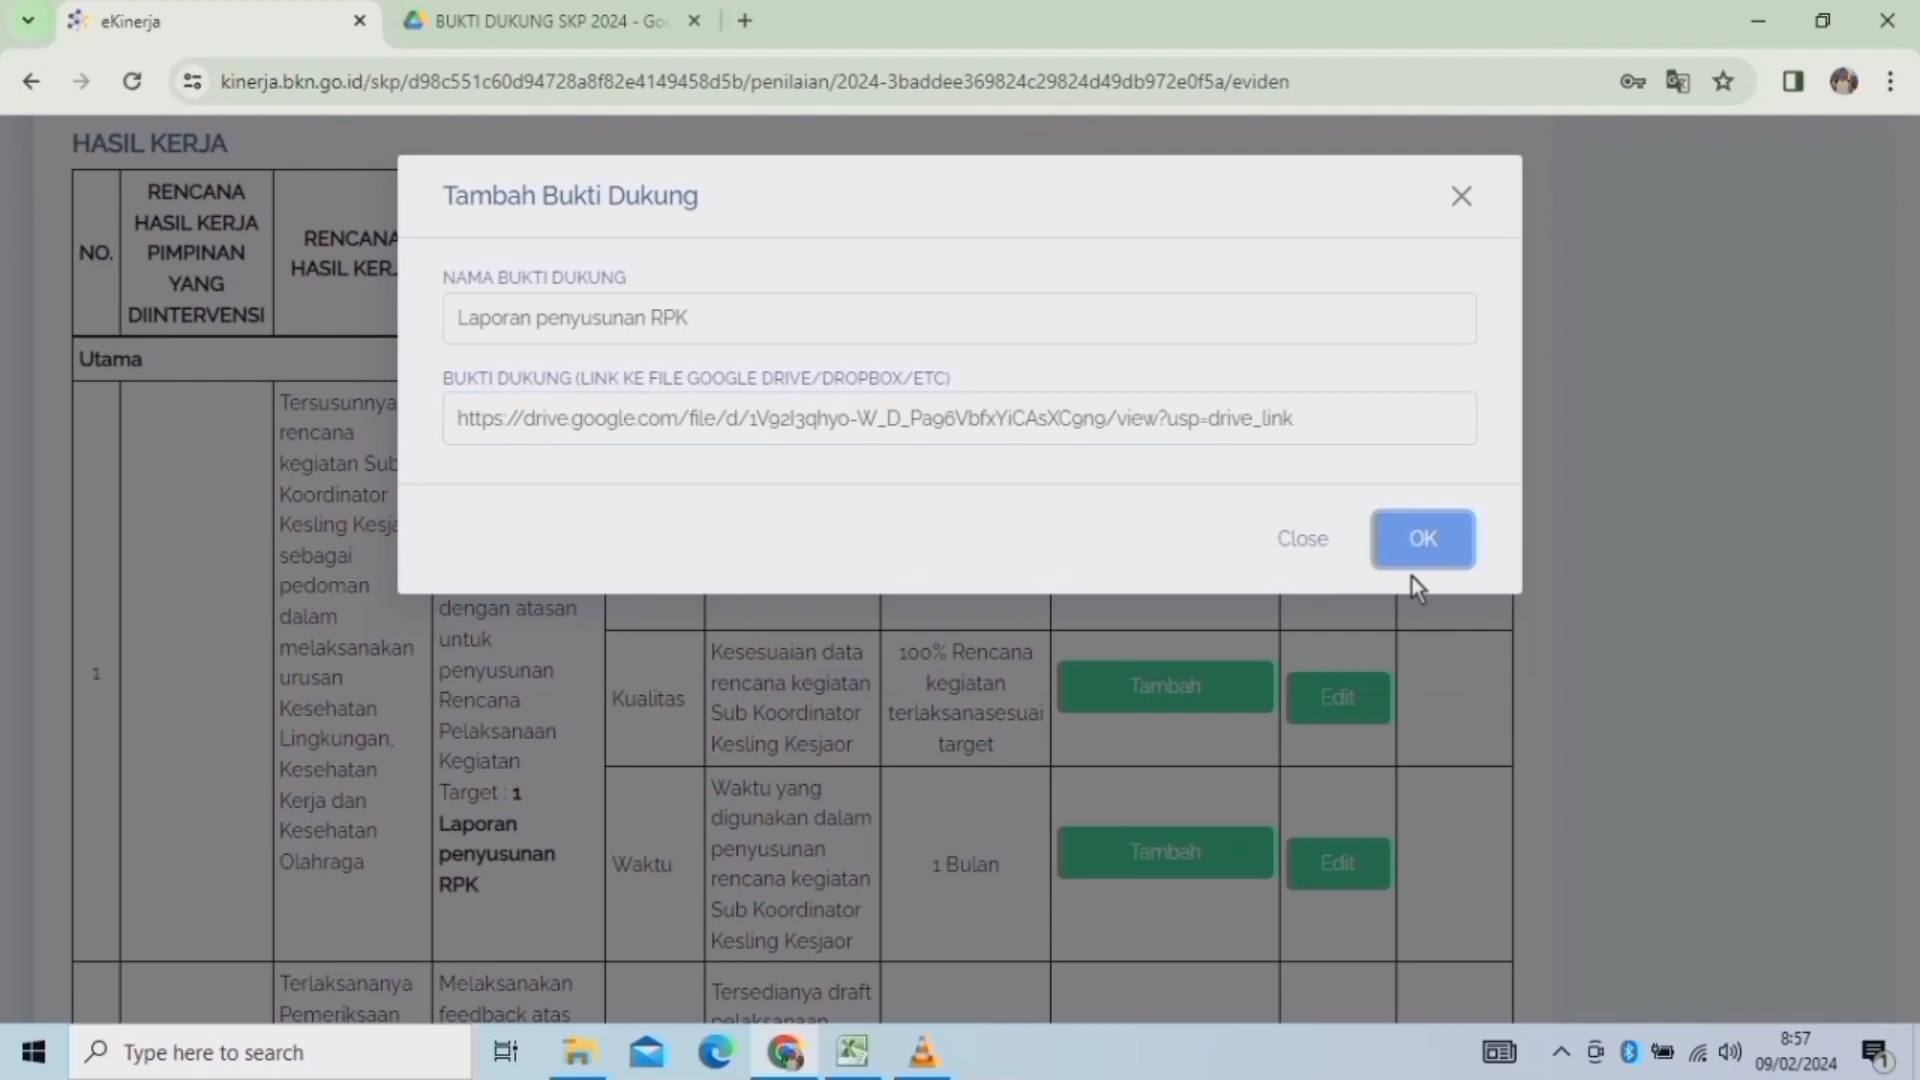 eKinerja
BUKTI DUKUNG SKP 2024 - Goo
kinerja.bkn.go.id/skp/d98c551c60d94728a8f82e4149458d5b/penilaian/2024-3baddee369824c29824d49db972e0f5a/eviden
HASIL KERJA
NO.
RENCANA
HASIL KERJA
PIMPINAN
YANG
DIINTERVENSI
RENCANA
HASIL KERJ
Tambah Bukti Dukung
NAMA BUKTI DUKUNG
Laporan penyusunan RPK
BUKTI DUKUNG (LINK KE FILE GOOGLE DRIVE/DROPBOX/ETC)
https://drive.google.com/file/d/1V92I3qhyo-W_D_Pa96VbfxYiCAsXC9n9/view?usp=drive_link
Close
OK
Utama
1
Tersusunnya
rencana
kegiatan Sub
Koordinator
Kesling Kesja
sebagai
pedoman
dalam
melaksanakan
urusan
Kesehatan
Lingkungan,
Kesehatan
Kerja dan
Kesehatan
Olahraga
dengan atasan
untuk
penyusunan
Rencana
Pelaksanaan
Kegiatan
Target : 1
Laporan
penyusunan
RPK
Kualitas
Kesesuaian data
rencana kegiatan
Sub Koordinator
Kesling Kesjaor
100% Rencana
kegiatan
terlaksanasesuai
target
Tambah
Edit
Waktu
Waktu yang
digunakan dalam
penyusunan
rencana kegiatan
Sub Koordinator
Kesling Kesjaor
1 Bulan
Tambah
Edit
Terlaksananya
Pemeriksaan
Melaksanakan
feedback atas
Tersedianya draft
pelaksanaan
Type here to search
8:57
09/02/2024
1